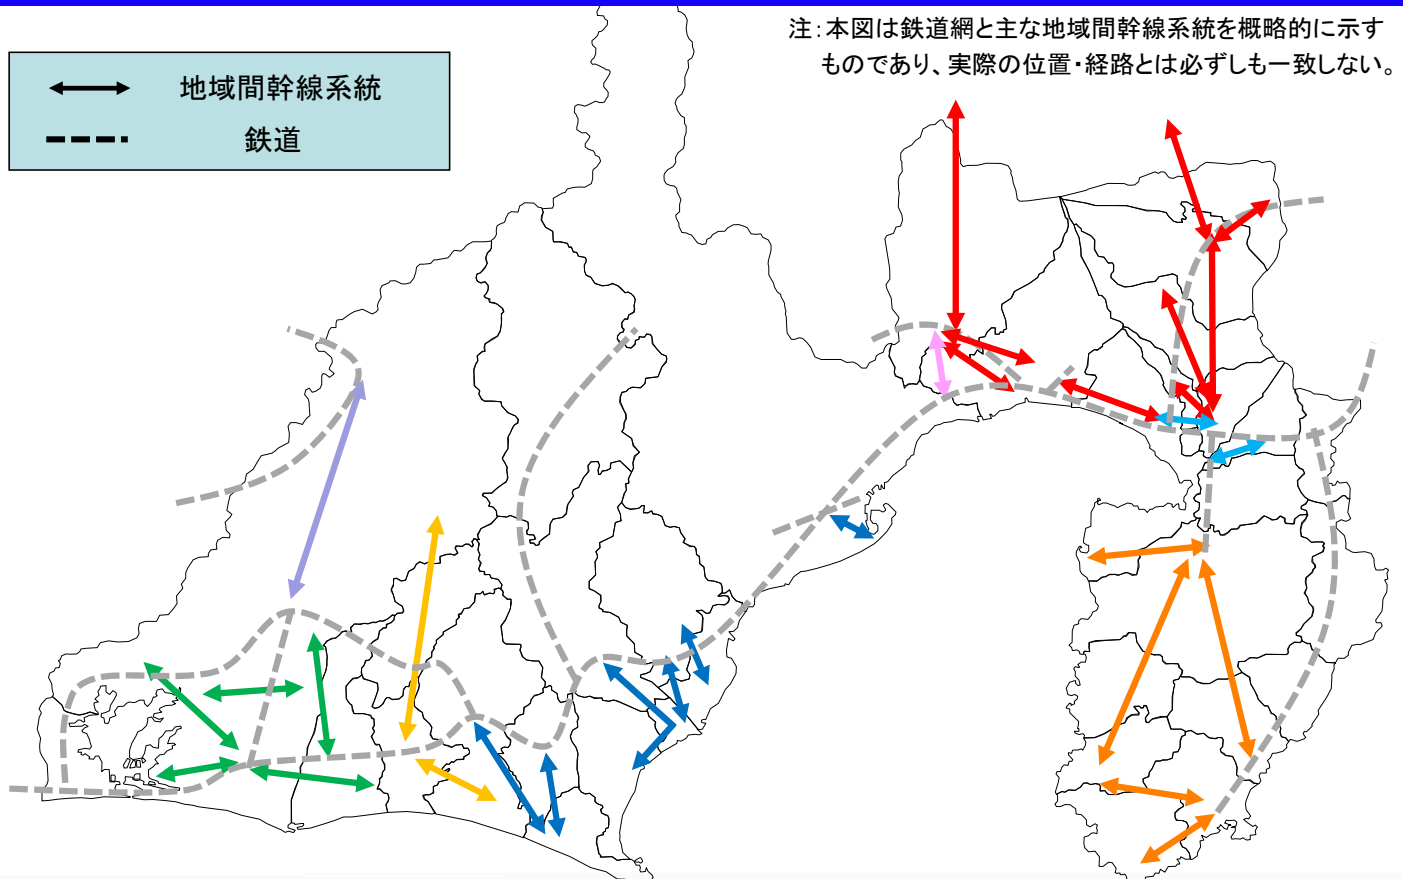 注：本図は鉄道網と主な地域間幹線系統を概略的に示す
ものであり、実際の位置・経路とは必ずしも一致しない。
地域間幹線系統
鉄道